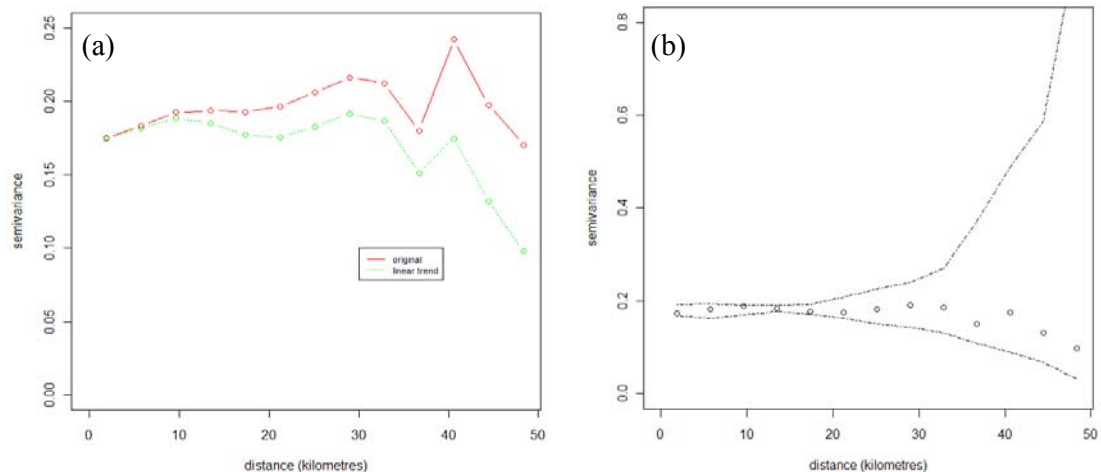 (a)
0.25
0.20
0.15
0.10
0.05
0.00
semivariance
original
linear trend
0 10 20 30 40 50
distance (kilometres)
(b)
0.8
0.6
0.4
0.2
0.0
semivariance
0 10 20 30 40 50
distance (kilometres)